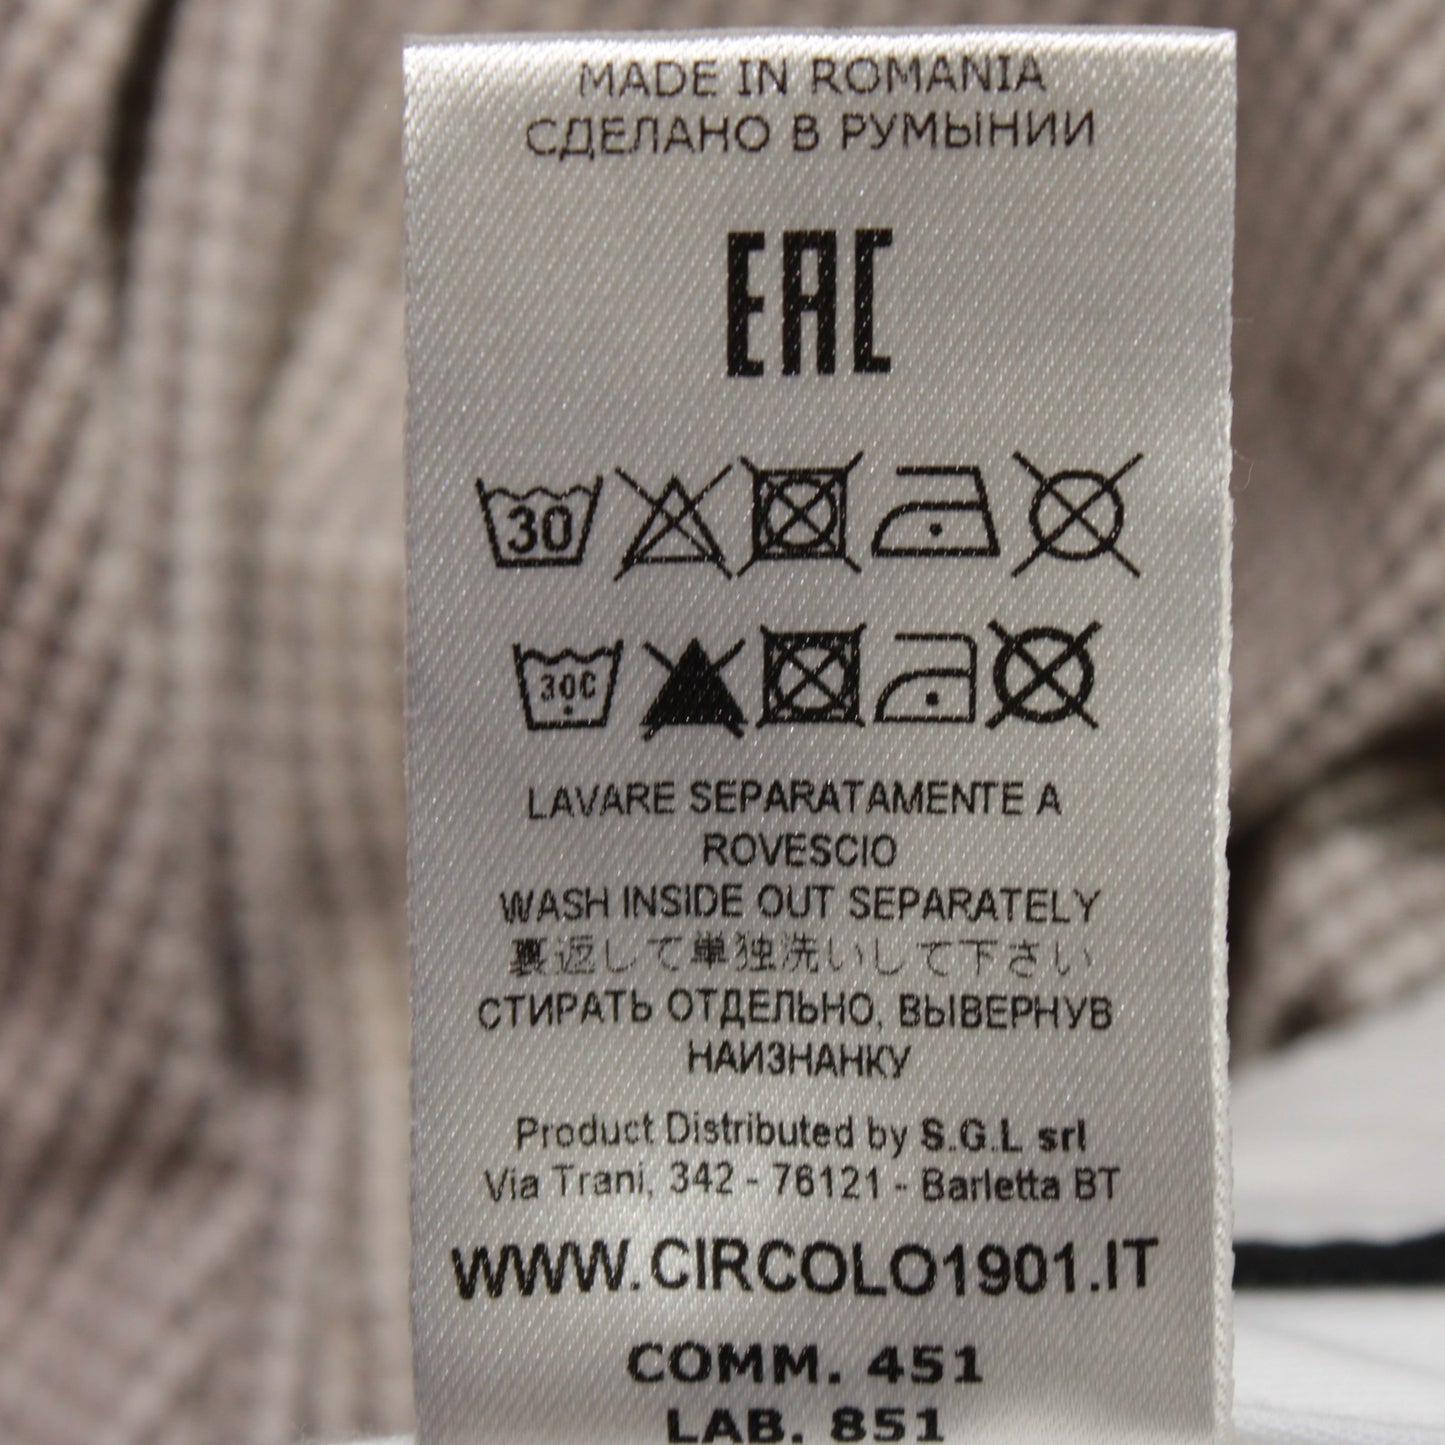 MADE IN ROMANIA
СДЕЛАНО В РУМЫНИИ
EAC
30
30C
LAVARE SEPARATAMENTE A
ROVESCIO
WASH INSIDE OUT SEPARATELY
裏返して単独洗いして下さい
СТИРАТЬ ОТДЕЛЬНО, ВЫВЕРНУВ
НАИЗНАНКУ
Product Distributed by S.G.L srl
Via Trani, 342 - 76121 - Barletta BT
WWW.CIRCOLO1901.IT
COMM. 451
LAB. 851